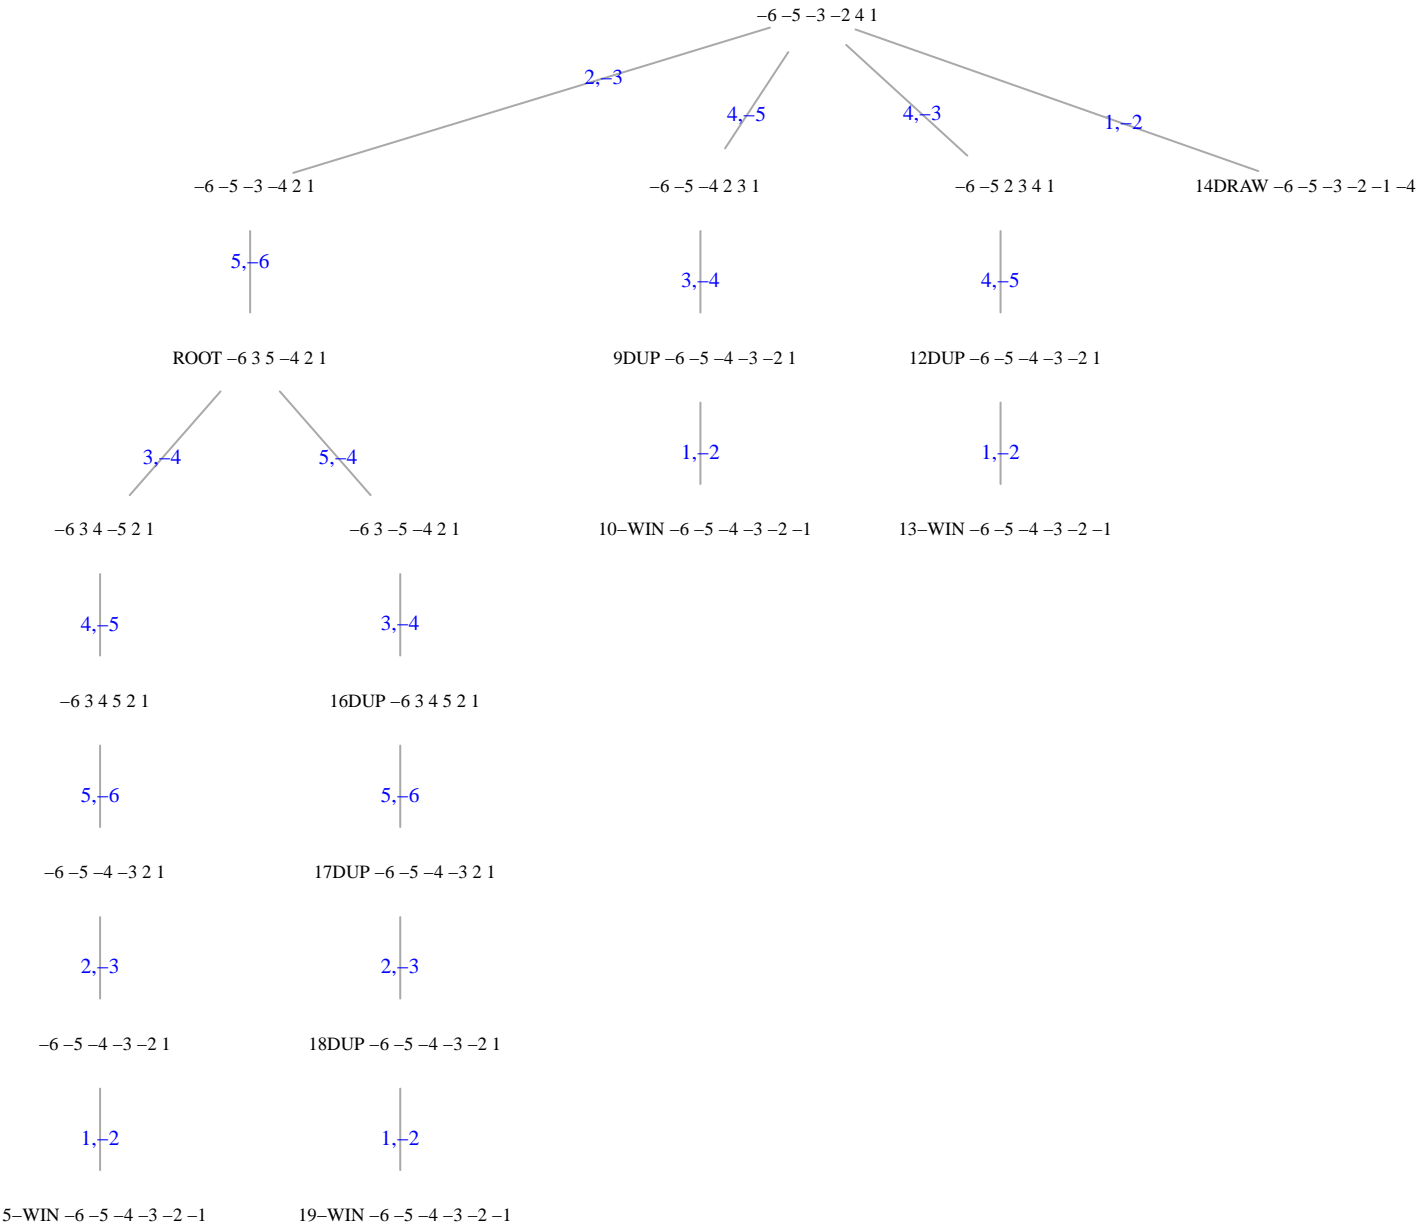 –6 –5 –3 –2 4 1
2,–3
4,–5
4,–3
1,–2
–6 –5 –3 –4 2 1
–6 –5 –4 2 3 1
–6 –5 2 3 4 1
14DRAW –6 –5 –3 –2 –1 –4
5,–6
3,–4
4,–5
ROOT –6 3 5 –4 2 1
9DUP –6 –5 –4 –3 –2 1
12DUP –6 –5 –4 –3 –2 1
3,–4
5,–4
1,–2
1,–2
–6 3 4 –5 2 1
–6 3 –5 –4 2 1
10–WIN –6 –5 –4 –3 –2 –1
13–WIN –6 –5 –4 –3 –2 –1
4,–5
3,–4
–6 3 4 5 2 1
16DUP –6 3 4 5 2 1
5,–6
5,–6
–6 –5 –4 –3 2 1
17DUP –6 –5 –4 –3 2 1
2,–3
2,–3
–6 –5 –4 –3 –2 1
18DUP –6 –5 –4 –3 –2 1
1,–2
1,–2
5–WIN –6 –5 –4 –3 –2 –1
19–WIN –6 –5 –4 –3 –2 –1